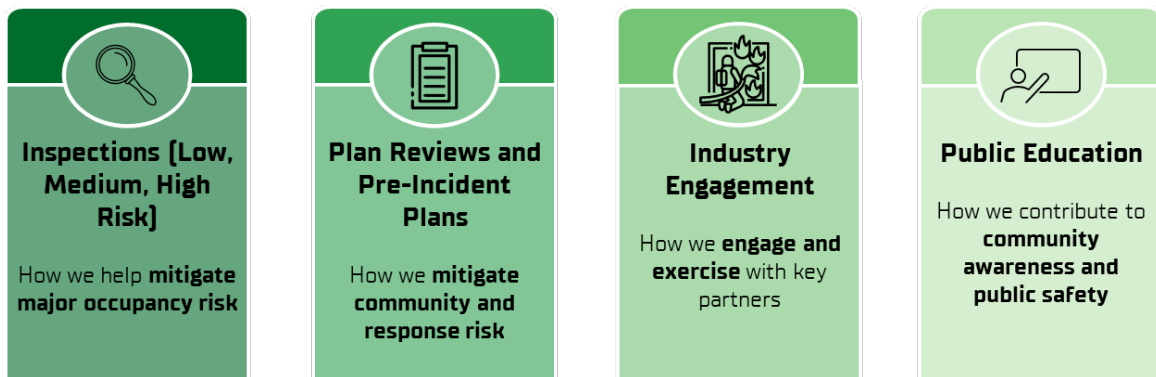 Inspections (Low,
Medium, High
Risk)
How we help mitigate
major occupancy risk
Plan Reviews and
Pre-Incident
Plans
How we mitigate
community and
response risk
Industry
Engagement
How we engage and
exercise with key
partners
Public Education
How we contribute to
community
awareness and
public safety